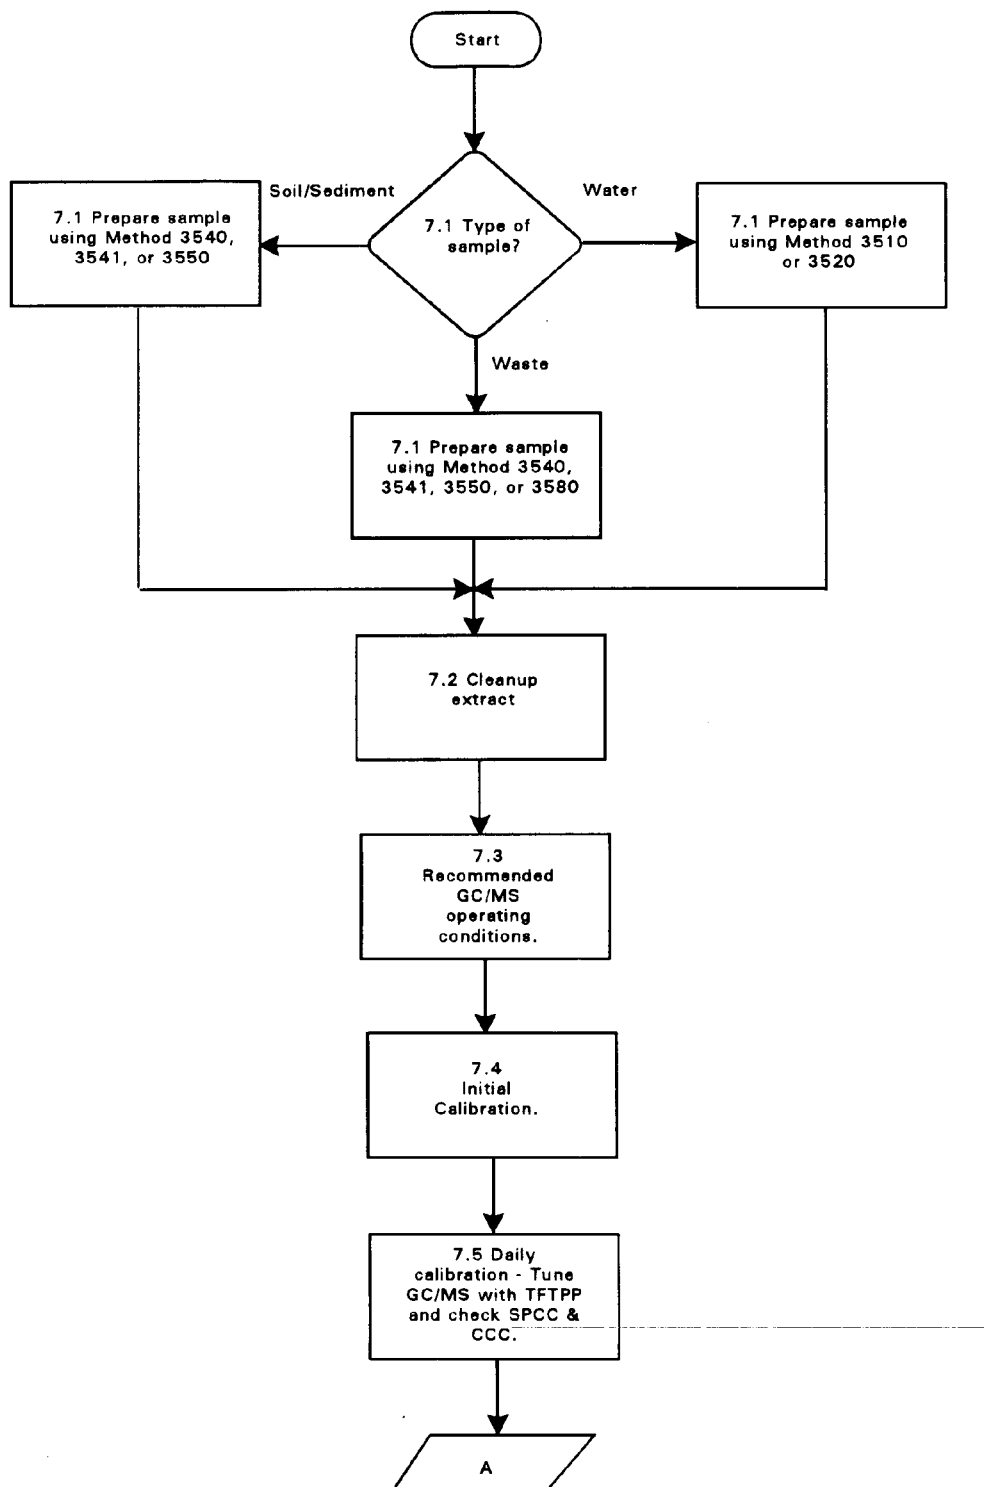 Start
Soil/Sediment
Water
7.1 Type of
sample?
7.1 Prepare sample
using Method 3540,
3541, or 3550
7.1 Prepare sample
using Method 3510
or 3520
Waste
7.1 Prepare sample
using Method 3540,
3541, 3550, or 3580
7.2 Cleanup
extract
7.3
Recommended
GC/MS
operating
conditions.
7.4
Initial
Calibration.
7.5 Daily
calibration - Tune
GC/MS with TFTPP
and check SPCC &
CCC.
A